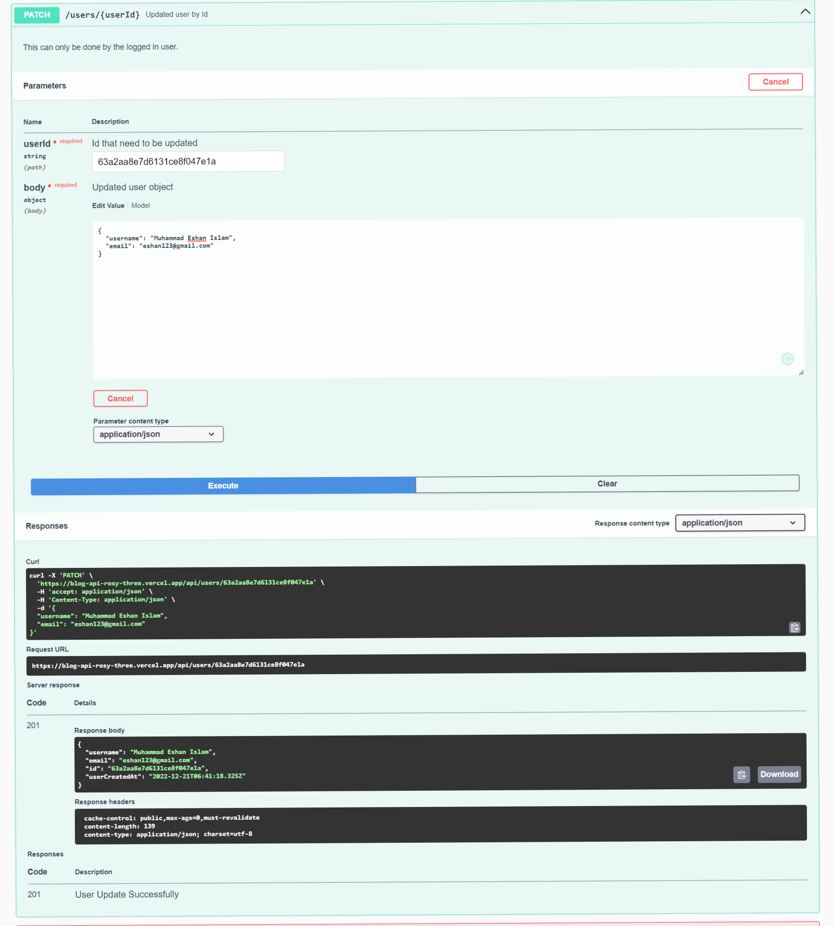 PATCH /users/{userId} Updated user by Id
This can only be done by the logged in user.
Parameters Cancel
Name Description
userId * required Id that need to be updated
string
(path)
63a2aa8e7d6131ce8f047e1a
body * required Updated user object
object
(body)
Edit Value Model
{
"username": "Muhammad Eshan Islam",
"email": "eshan123@gmail.com"
}
Cancel
Parameter content type
application/json
Execute Clear
Responses Response content type application/json
Curl
curl -X 'PATCH' \
'https://blog-api-rosy-three.vercel.app/api/users/63a2aa8e7d6131ce8f047e1a' \
-H 'accept: application/json' \
-H 'Content-Type: application/json' \
-d '{
"username": "Muhammad Eshan Islam",
"email": "eshan123@gmail.com"
}'
Request URL
https://blog-api-rosy-three.vercel.app/api/users/63a2aa8e7d6131ce8f047e1a
Server response
Code Details
201
Response body
{
"username": "Muhammad Eshan Islam",
"email": "eshan123@gmail.com",
"id": "63a2aa8e7d6131ce8f047e1a",
"userCreatedAt": "2022-12-21T06:41:18.325Z"
}
Download
Response headers
cache-control: public,max-age=0,must-revalidate
content-length: 139
content-type: application/json; charset=utf-8
Responses
Code Description
201 User Update Successfully